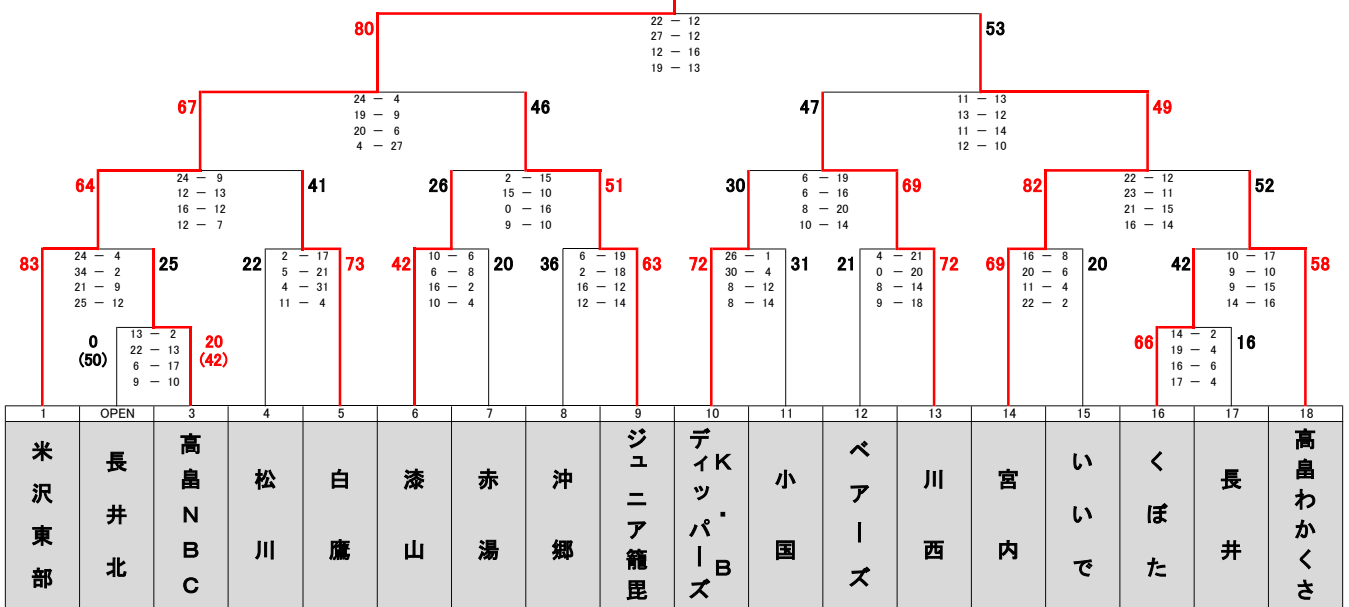 80
22 － 12
27 － 12
12 － 16
19 － 13
53
67
24 － 4
19 － 9
20 － 6
4 － 27
46
47
11 － 13
13 － 12
11 － 14
12 － 10
49
64
24 － 9
12 － 13
16 － 12
12 － 7
41
26
2 － 15
15 － 10
0 － 16
9 － 10
51
30
6 － 19
6 － 16
8 － 20
10 － 14
69
82
22 － 12
23 － 11
21 － 15
16 － 14
52
83
24 － 4
34 － 2
21 － 9
25 － 12
25
22
2 － 17
5 － 21
4 － 31
11 － 4
73
42
10 － 6
6 － 8
16 － 2
10 － 4
20
36
6 － 19
2 － 18
16 － 12
12 － 14
63
72
26 － 1
30 － 4
8 － 12
8 － 14
31
21
4 － 21
0 － 20
8 － 14
9 － 18
72
69
16 － 8
20 － 6
11 － 4
22 － 2
20
42
10 － 17
9 － 10
9 － 15
14 － 16
58
0
(50)
13 － 2
22 － 13
6 － 17
9 － 10
20
(42)
66
14 － 2
19 － 4
16 － 6
17 － 4
16
1 OPEN 3 4 5 6 7 8 9 10 11 12 13 14 15 16 17 18
米沢東部
長井北
高畠NBC
松川
白鷹
漆山
赤湯
沖郷
ジュニア籠毘
K・B
ディッパーズ
小国
ベアーズ
川西
宮内
いいで
くぼた
長井
高畠わかくさ